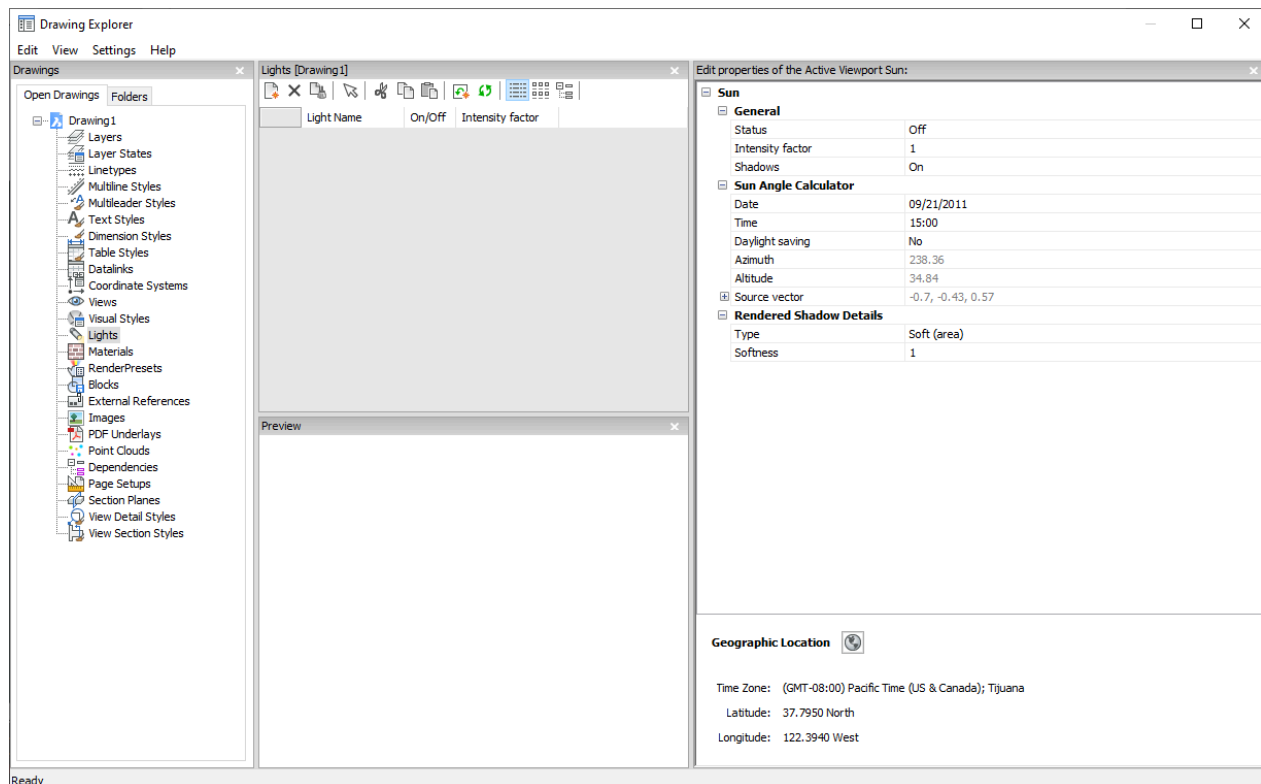 Drawing Explorer
Edit View Settings Help
Drawings
Open Drawings Folders
Drawing1
Layers
Layer States
Linetypes
Multiline Styles
Multileader Styles
Text Styles
Dimension Styles
Table Styles
Datalinks
Coordinate Systems
Views
Visual Styles
Lights
Materials
RenderPresets
Blocks
External References
Images
PDF Underlays
Point Clouds
Dependencies
Page Setups
Section Planes
View Detail Styles
View Section Styles
Lights [Drawing1]
Light Name On/Off Intensity factor
Preview
Edit properties of the Active Viewport Sun:
Sun
General
Status Off
Intensity factor 1
Shadows On
Sun Angle Calculator
Date 09/21/2011
Time 15:00
Daylight saving No
Azimuth 238.36
Altitude 34.84
Source vector -0.7, -0.43, 0.57
Rendered Shadow Details
Type Soft (area)
Softness 1
Geographic Location
Time Zone: (GMT-08:00) Pacific Time (US & Canada); Tijuana
Latitude: 37.7950 North
Longitude: 122.3940 West
Ready